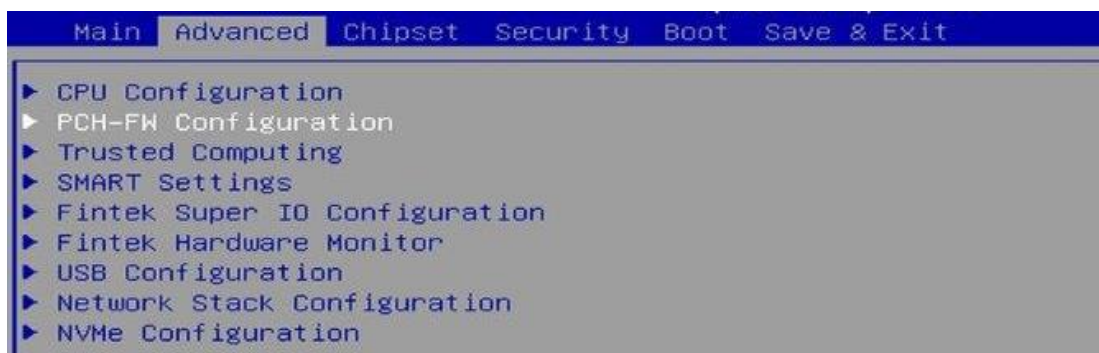 Main Advanced Chipset Security Boot Save & Exit
CPU Configuration
PCH-FW Configuration
Trusted Computing
SMART Settings
Fintek Super IO Configuration
Fintek Hardware Monitor
USB Configuration
Network Stack Configuration
NVMe Configuration